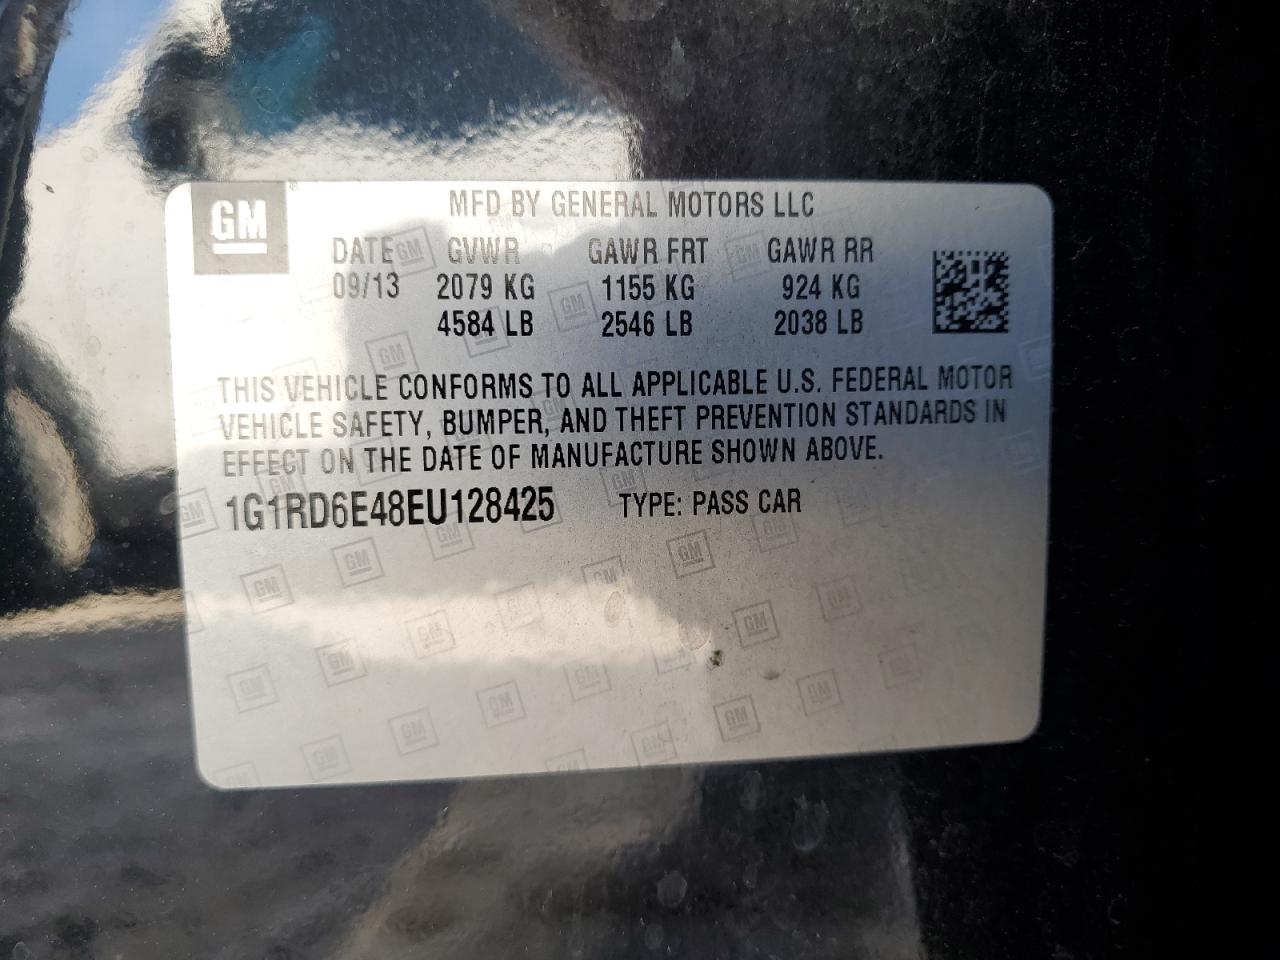 GM
MFD BY GENERAL MOTORS LLC
DATE GVWR GAWR FRT GAWR RR
09/13 2079 KG 1155 KG 924 KG
4584 LB 2546 LB 2038 LB
THIS VEHICLE CONFORMS TO ALL APPLICABLE U.S. FEDERAL MOTOR
VEHICLE SAFETY, BUMPER, AND THEFT PREVENTION STANDARDS IN
EFFECT ON THE DATE OF MANUFACTURE SHOWN ABOVE.
1G1RD6E48EU128425 TYPE: PASS CAR